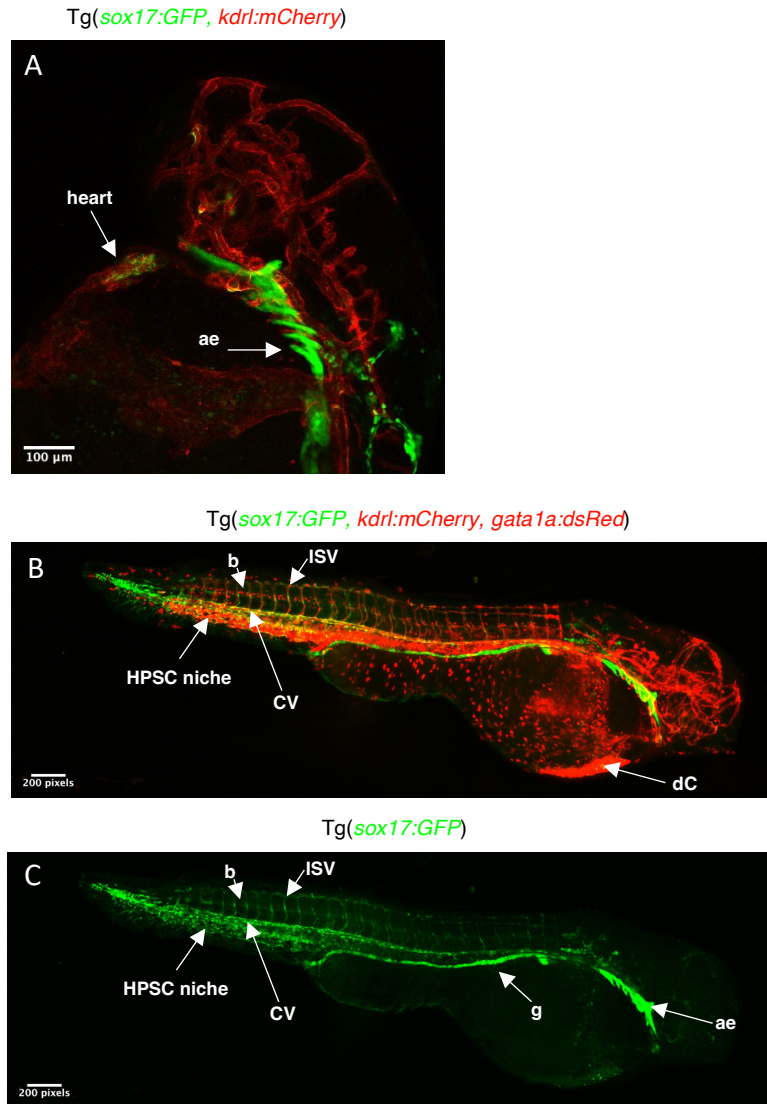 Tg(sox17:GFP, kdrl:mCherry)
A
heart
ae
100 μm
Tg(sox17:GFP, kdrl:mCherry, gata1a:dsRed)
B
b
ISV
HPSC niche
CV
dC
200 pixels
Tg(sox17:GFP)
C
b
ISV
HPSC niche
CV
g
ae
200 pixels